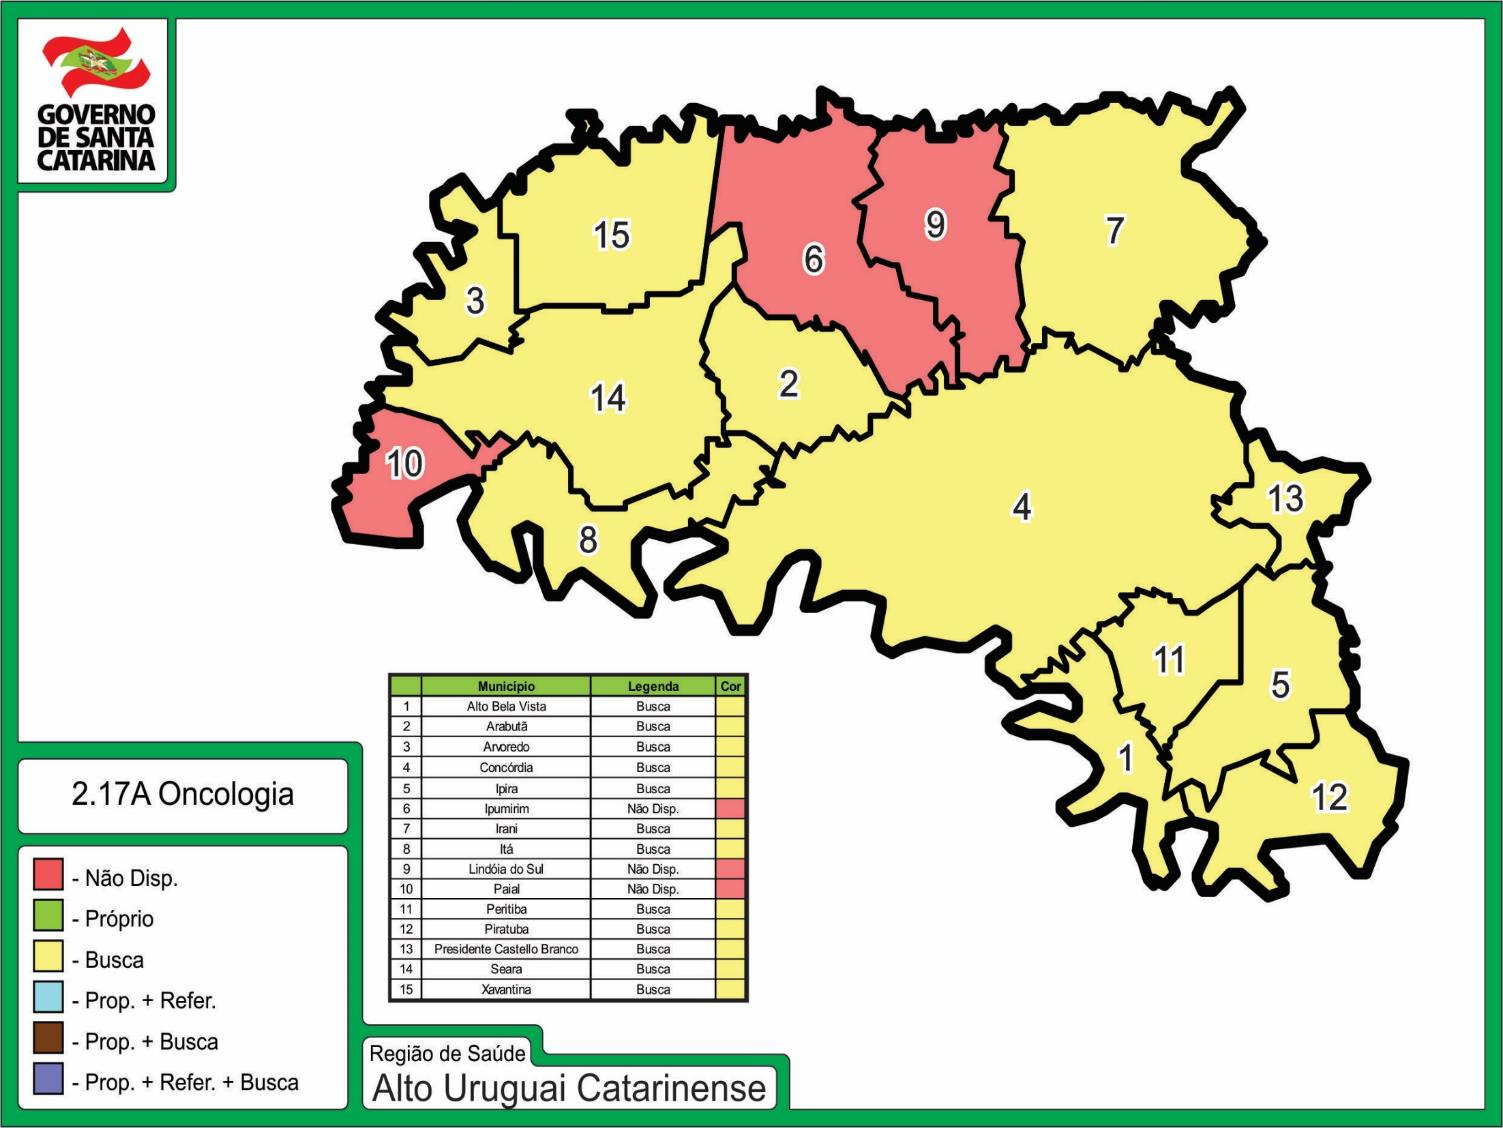 GOVERNO
DE SANTA
CATARINA
15
6
9
7
3
14
2
10
8
4
13
11
5
1
12
Município Legenda Cor
1 Alto Bela Vista Busca
2 Arabutã Busca
3 Arvoredo Busca
4 Concórdia Busca
5 Ipira Busca
6 Ipumirim Não Disp.
7 Irani Busca
8 Itá Busca
9 Lindóia do Sul Não Disp.
10 Paial Não Disp.
11 Peritiba Busca
12 Piratuba Busca
13 Presidente Castello Branco Busca
14 Seara Busca
15 Xavantina Busca
2.17A Oncologia
- Não Disp.
- Próprio
- Busca
- Prop. + Refer.
- Prop. + Busca
- Prop. + Refer. + Busca
Região de Saúde
Alto Uruguai Catarinense